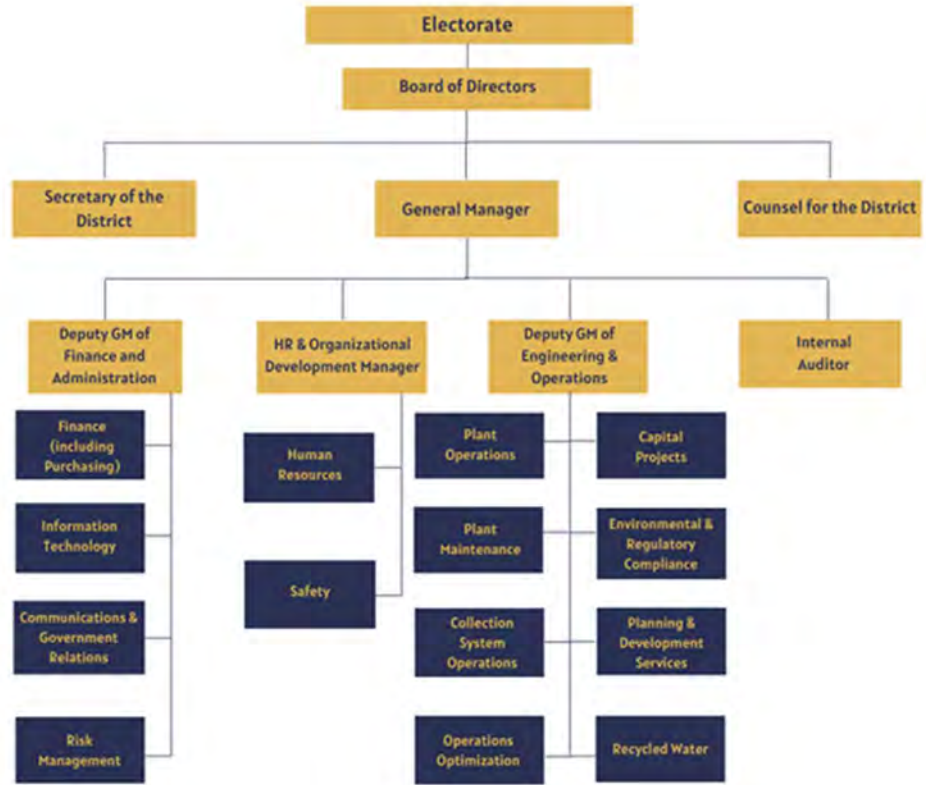 Electorate
Board of Directors
Secretary of the
District
General Manager
Counsel for the District
Deputy GM of
Finance and
Administration
HR & Organizational
Development Manager
Deputy GM of
Engineering &
Operations
Internal
Auditor
Finance
(including
Purchasing)
Information
Technology
Communications &
Government
Relations
Risk
Management
Human
Resources
Safety
Plant
Operations
Capital
Projects
Plant
Maintenance
Environmental &
Regulatory
Compliance
Collection
System
Operations
Planning &
Development
Services
Operations
Optimization
Recycled Water